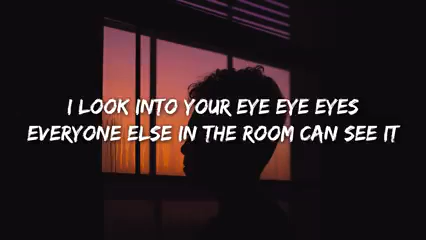 I LOOK INTO YOUR EYE EYE EYES
EVERYONE ELSE IN THE ROOM CAN SEE IT